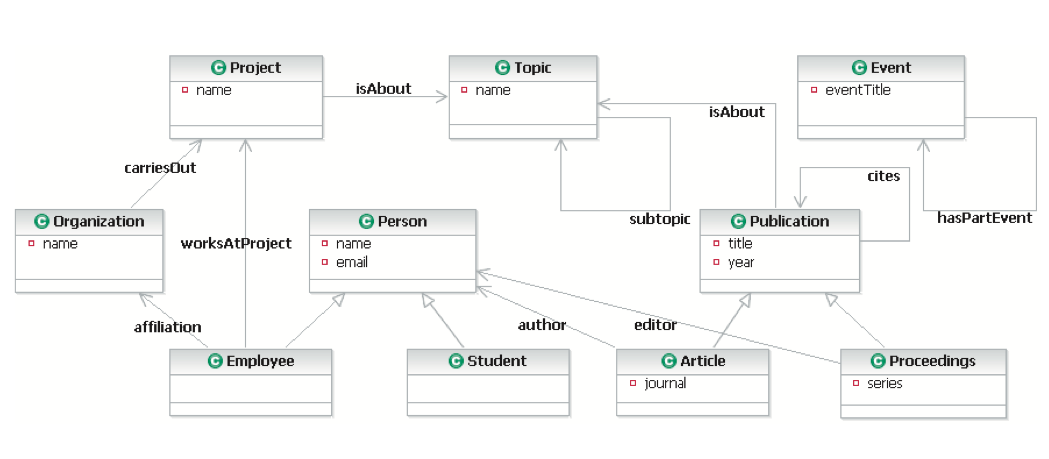 C Project
name
C Topic
name
C Event
eventTitle
isAbout
isAbout
carriesOut
cites
subtopic
hasPartEvent
C Organization
name
C Person
name
email
C Publication
title
year
worksAtProject
affiliation
author
editor
C Employee
C Student
C Article
journal
C Proceedings
series